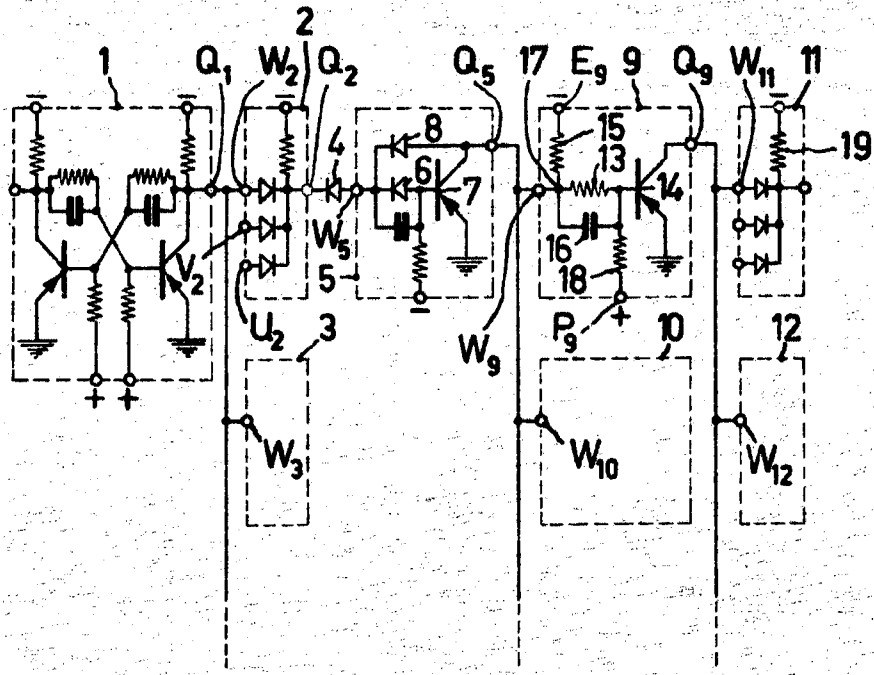 1 Q1 W2 2 Q2 4 Q5 17 E9 9 Q9 W11 11
− − − − −
8 15 13 19
6 7 14
V2 W5 16
5 18
U2 − W9 P9 + 10 12
+ + 3
W3 W10 W12